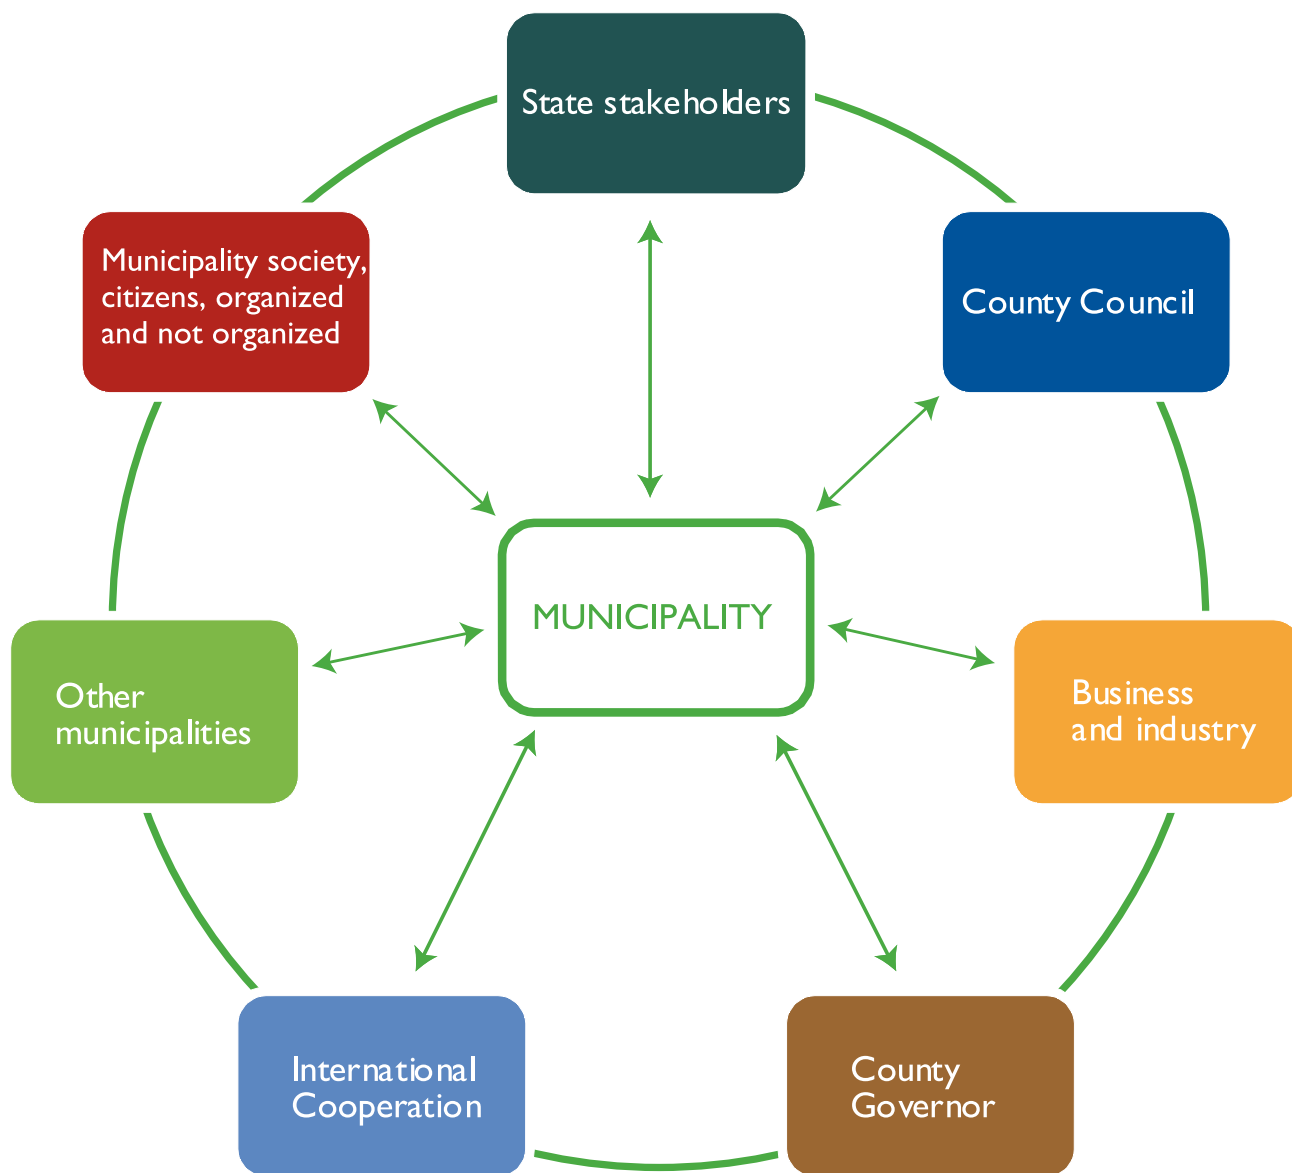 State stakeholders
Municipality society,
citizens, organized
and not organized
County Council
MUNICIPALITY
Other
municipalities
Business
and industry
International
Cooperation
County
Governor